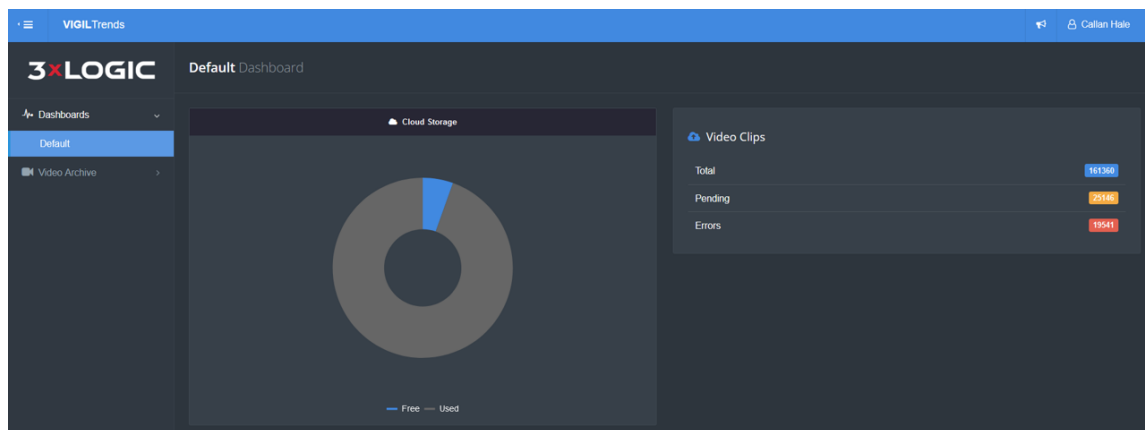 VIGILTrends
Callan Hale
3xLOGIC
Default Dashboard
Dashboards
Default
Video Archive
Cloud Storage
Free
Used
Video Clips
Total 161360
Pending 25146
Errors 19541